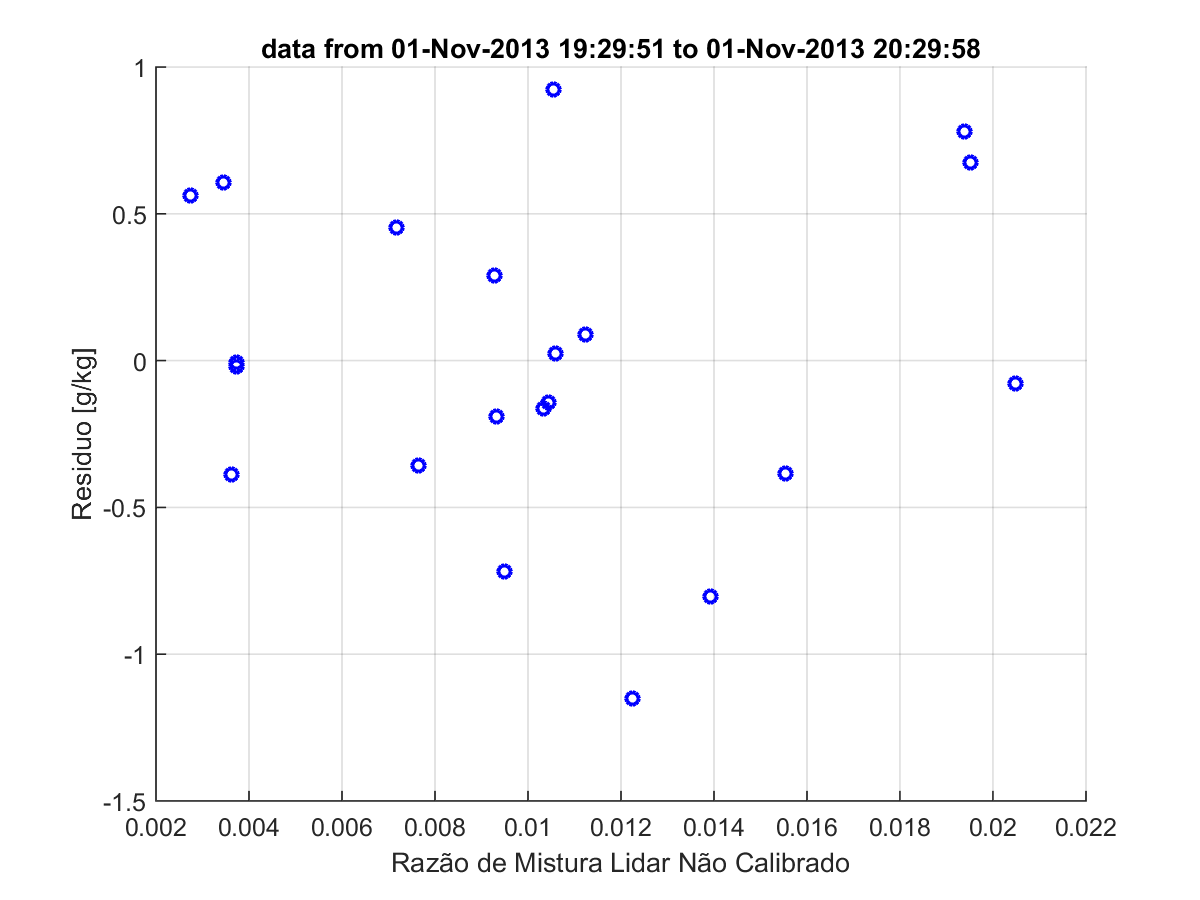 data from 01-Nov-2013 19:29:51 to 01-Nov-2013 20:29:58
1
0.5
0
-0.5
-1
-1.5
Residuo [g/kg]
0.002 0.004 0.006 0.008 0.01 0.012 0.014 0.016 0.018 0.02 0.022
Razão de Mistura Lidar Não Calibrado